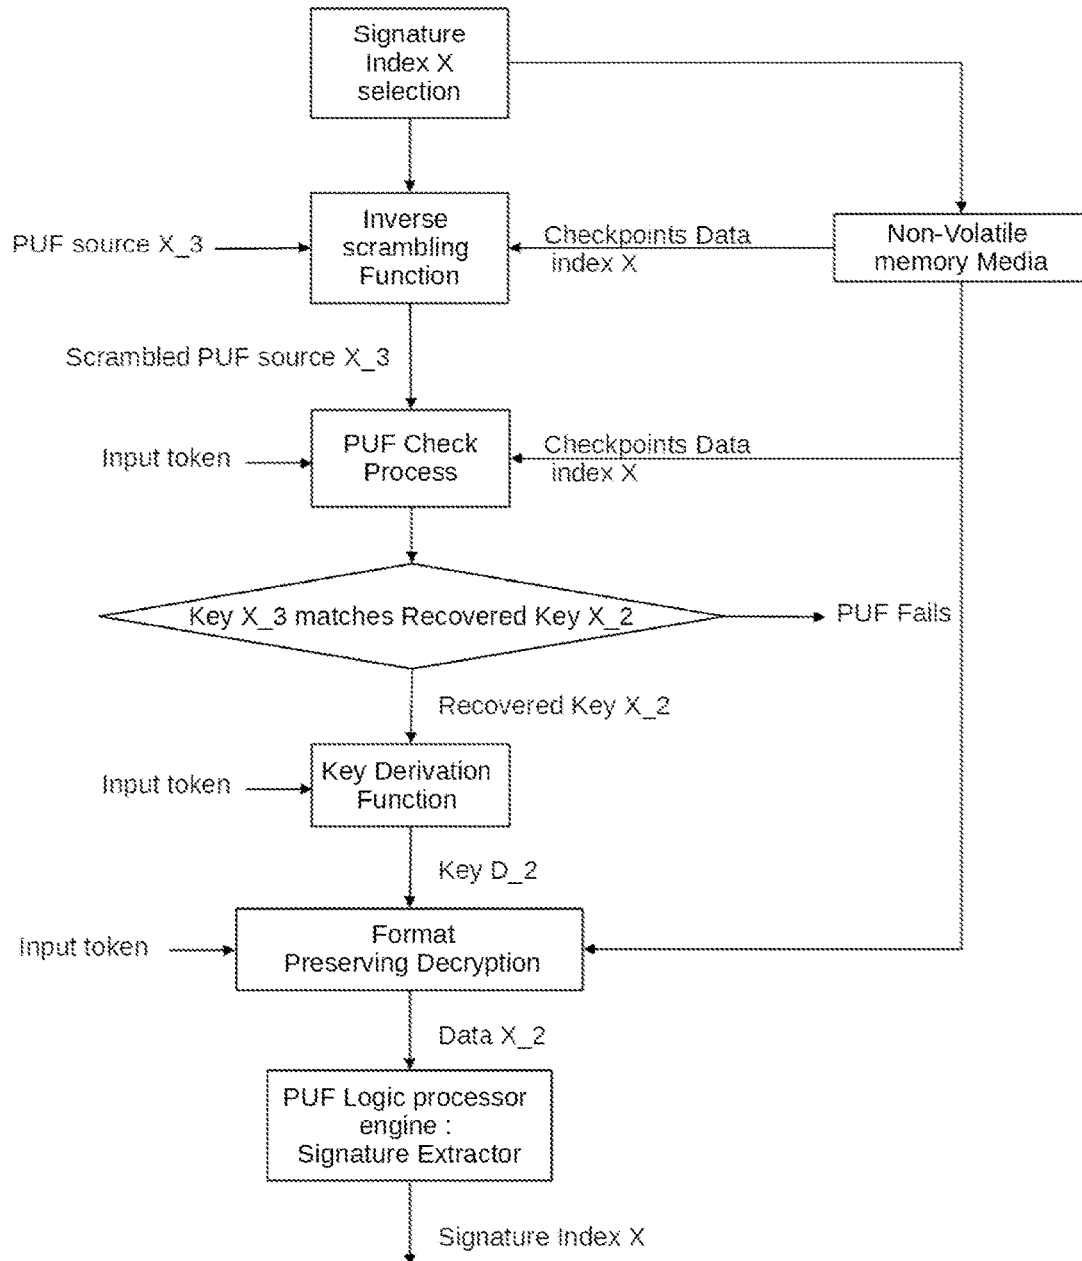 Signature
Index X
selection
PUF source X_3
Inverse
scrambling
Function
Checkpoints Data
index X
Non-Volatile
memory Media
Scrambled PUF source X_3
Input token
PUF Check
Process
Checkpoints Data
index X
Key X_3 matches Recovered Key X_2
PUF Fails
Recovered Key X_2
Input token
Key Derivation
Function
Key D_2
Input token
Format
Preserving Decryption
Data X_2
PUF Logic processor
engine :
Signature Extractor
Signature Index X